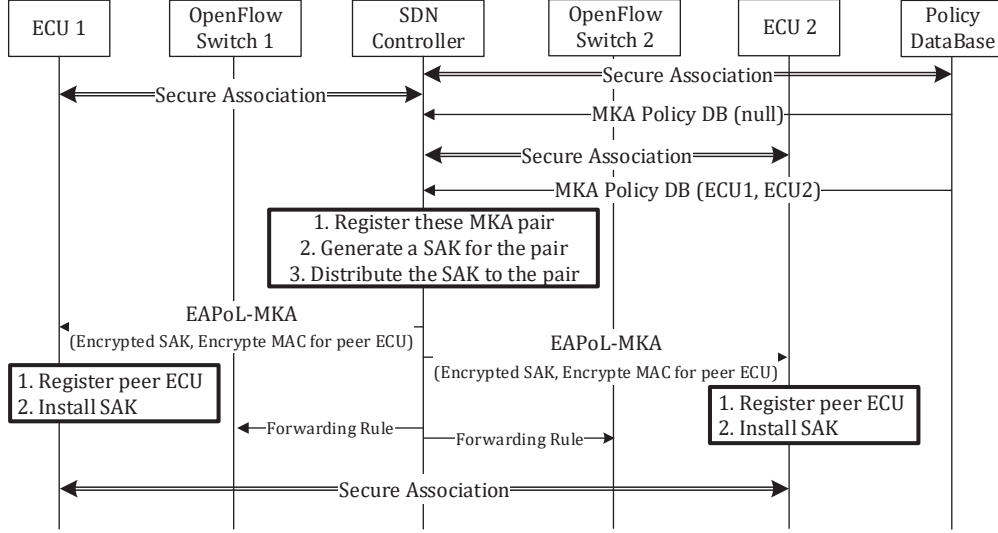 ECU 1
OpenFlow
Switch 1
SDN
Controller
OpenFlow
Switch 2
ECU 2
Policy
DataBase
Secure Association
Secure Association
MKA Policy DB (null)
Secure Association
MKA Policy DB (ECU1, ECU2)
1. Register these MKA pair
2. Generate a SAK for the pair
3. Distribute the SAK to the pair
EAPoL-MKA
(Encrypted SAK, Encrypte MAC for peer ECU)
EAPoL-MKA
(Encrypted SAK, Encrypte MAC for peer ECU)
1. Register peer ECU
2. Install SAK
1. Register peer ECU
2. Install SAK
Forwarding Rule
Forwarding Rule
Secure Association